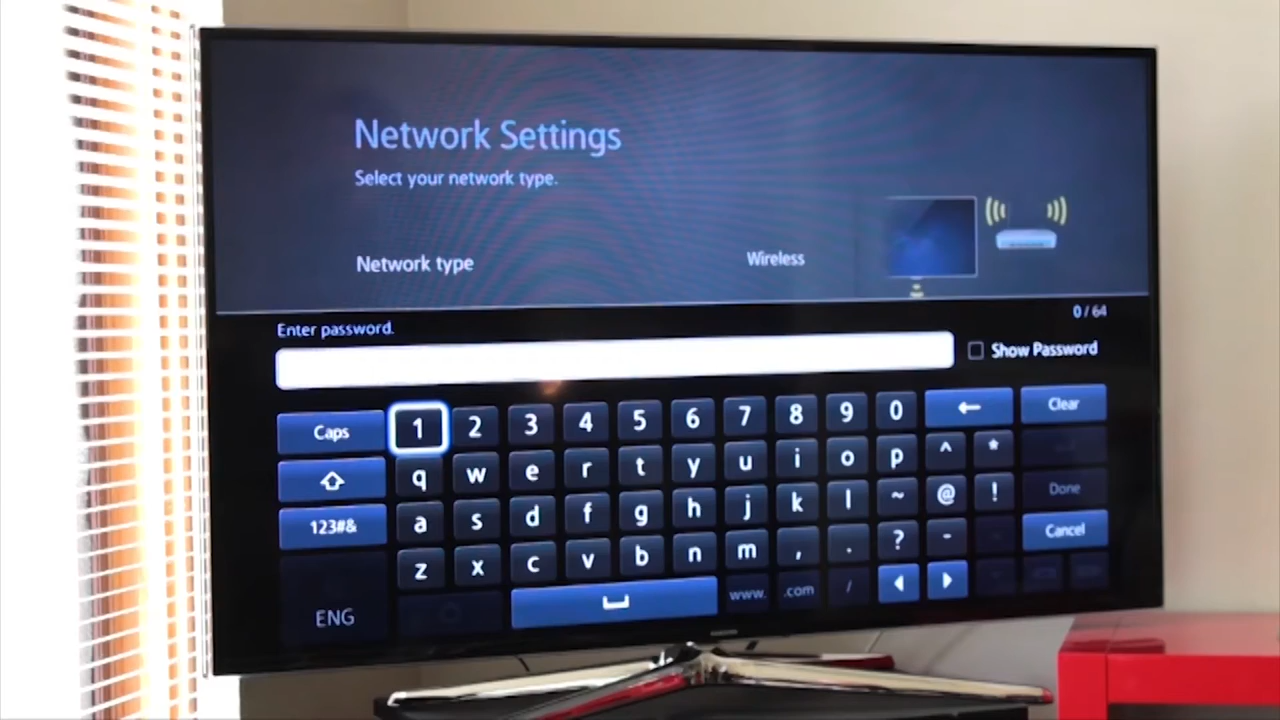 Network Settings
Select your network type.
Network type Wireless
0 / 64
Enter password.
Show Password
Caps 1 2 3 4 5 6 7 8 9 0 ← Clear
q w e r t y u i o p ^ *
123#& a s d f g h j k l ~ @ ! Done
z x c v b n m , . ? - Cancel
ENG www. .com /